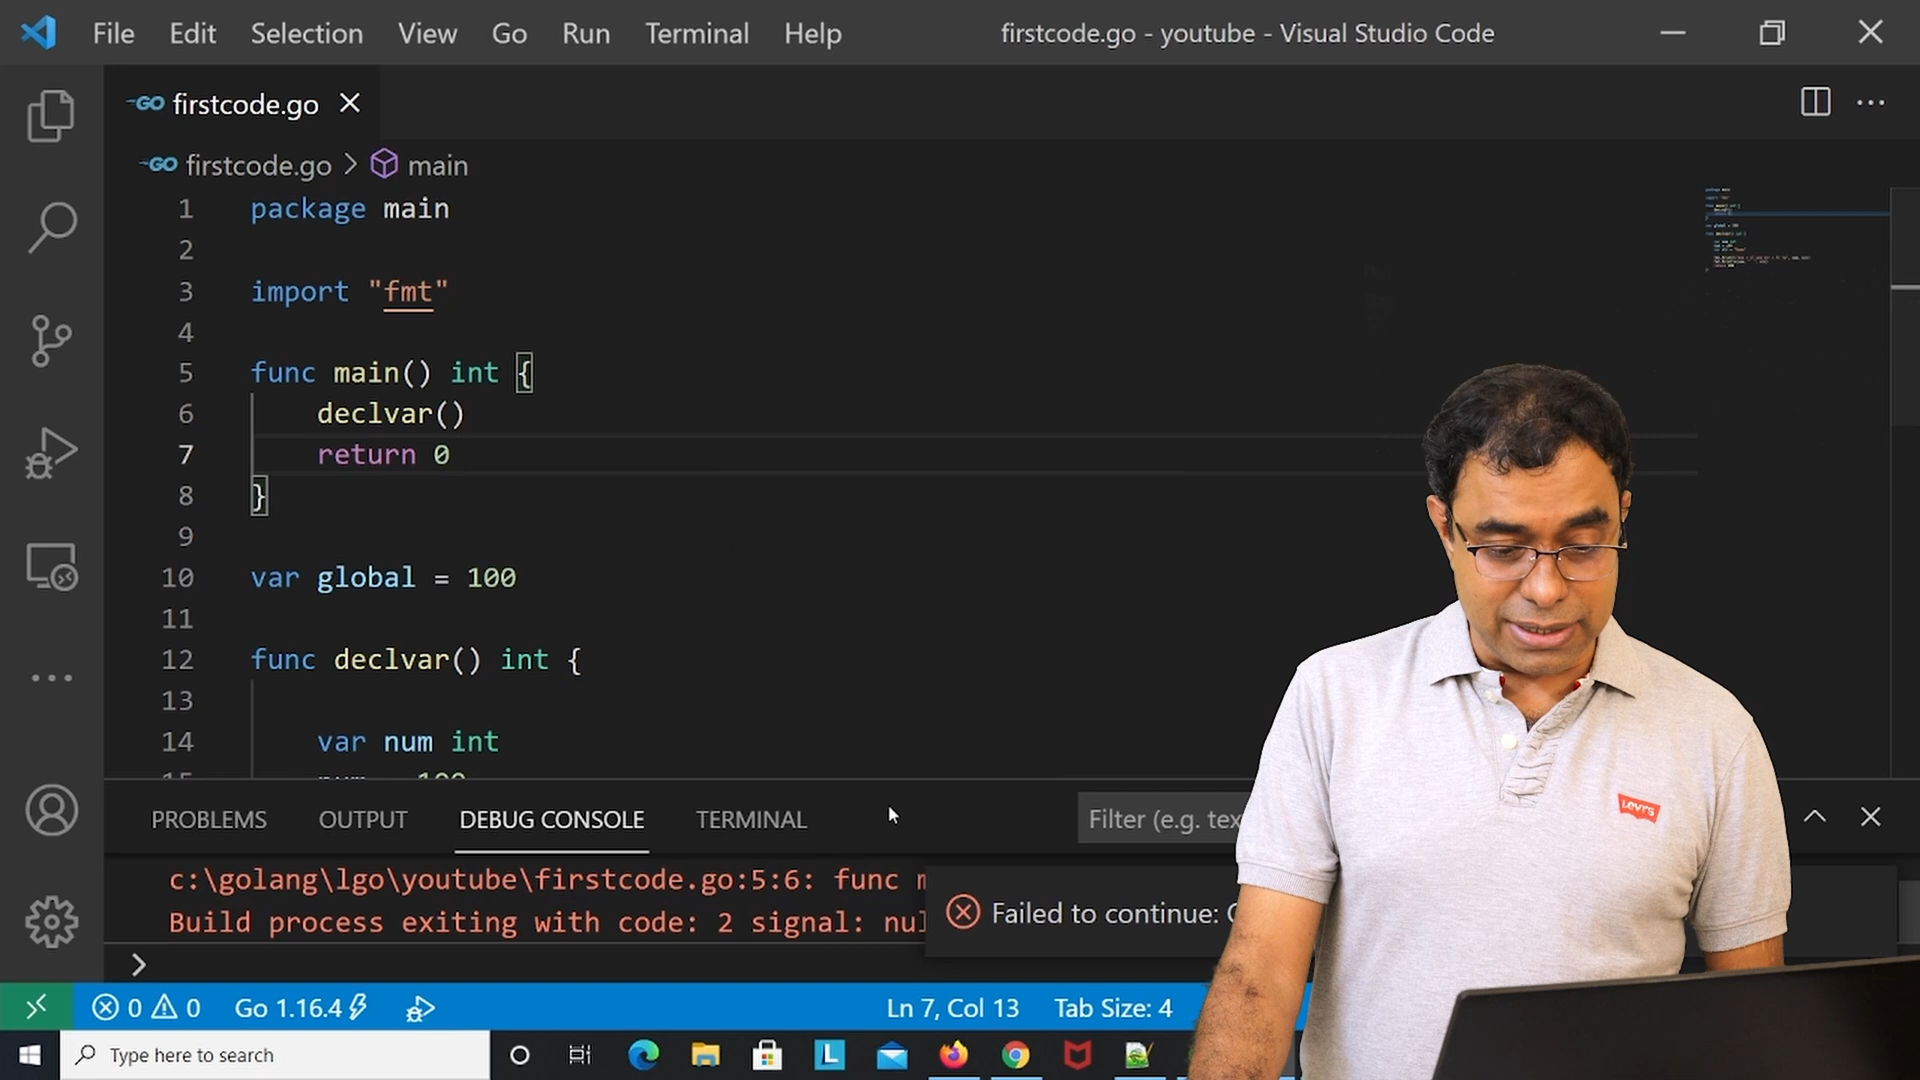 File Edit Selection View Go Run Terminal Help firstcode.go - youtube - Visual Studio Code
GO firstcode.go
GO firstcode.go > main
1 package main
2
3 import "fmt"
4
5 func main() int {
6 declvar()
7 return 0
8 }
9
10 var global = 100
11
12 func declvar() int {
13
14 var num int
PROBLEMS OUTPUT DEBUG CONSOLE TERMINAL Filter (e.g.
c:\golang\lgo\youtube\firstcode.go:5:6: func
Build process exiting with code: 2 signal:
Failed to continue:
>
0 0 Go 1.16.4 Ln 7, Col 13 Tab Size: 4
Type here to search
L
Levi's